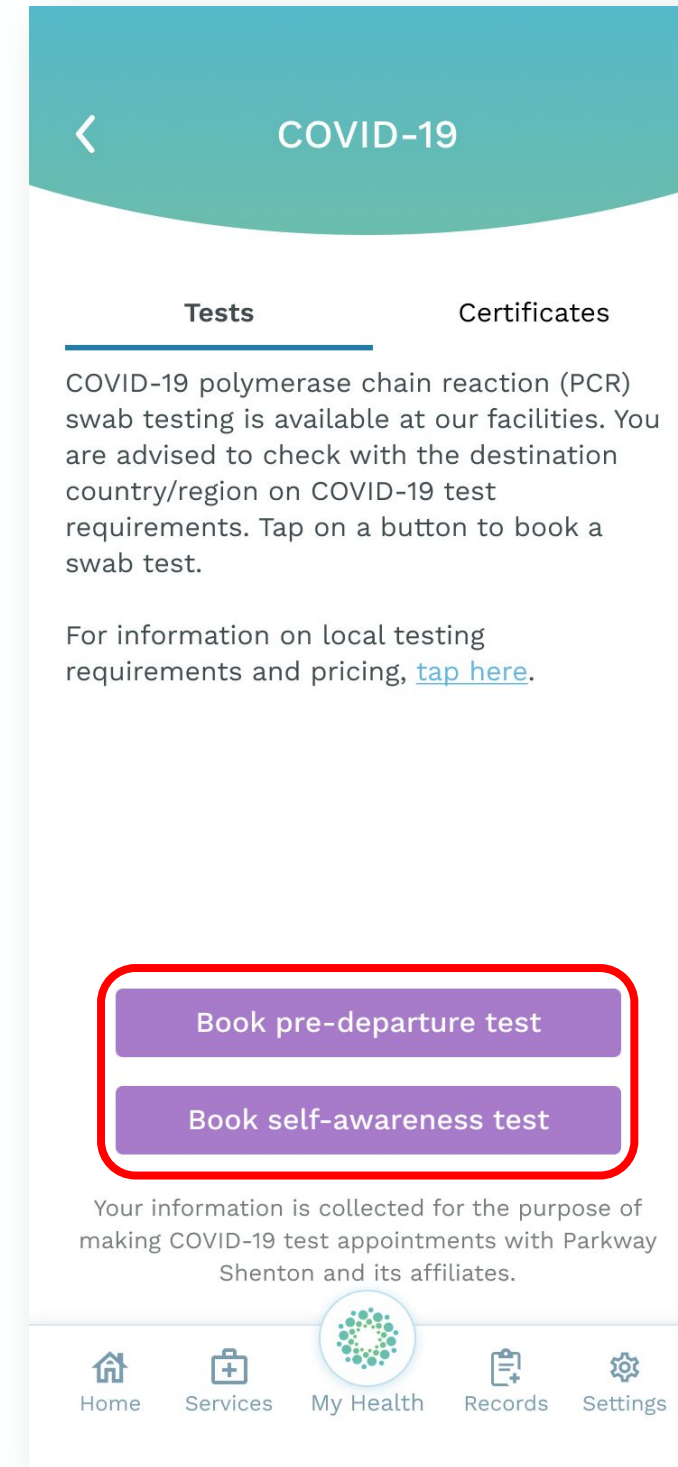 COVID-19
Tests
Certificates
COVID-19 polymerase chain reaction (PCR)
swab testing is available at our facilities. You
are advised to check with the destination
country/region on COVID-19 test
requirements. Tap on a button to book a
swab test.
For information on local testing
requirements and pricing, tap here.
Book pre-departure test
Book self-awareness test
Your information is collected for the purpose of
making COVID-19 test appointments with Parkway
Shenton and its affiliates.
Home
Services
My Health
Records
Settings